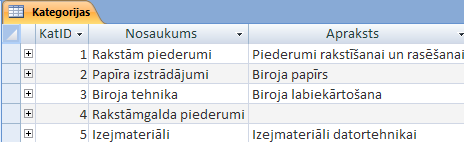 Kategorijas
KatID Nosaukums Apraksts
1 Rakstām piederumi Piederumi rakstīšanai un rasēšanai
2 Papīra izstrādājumi Biroja papīrs
3 Biroja tehnika Biroja labiekārtošana
4 Rakstāmgalda piederumi
5 Izejmateriāli Izejmateriāli datortehnikai